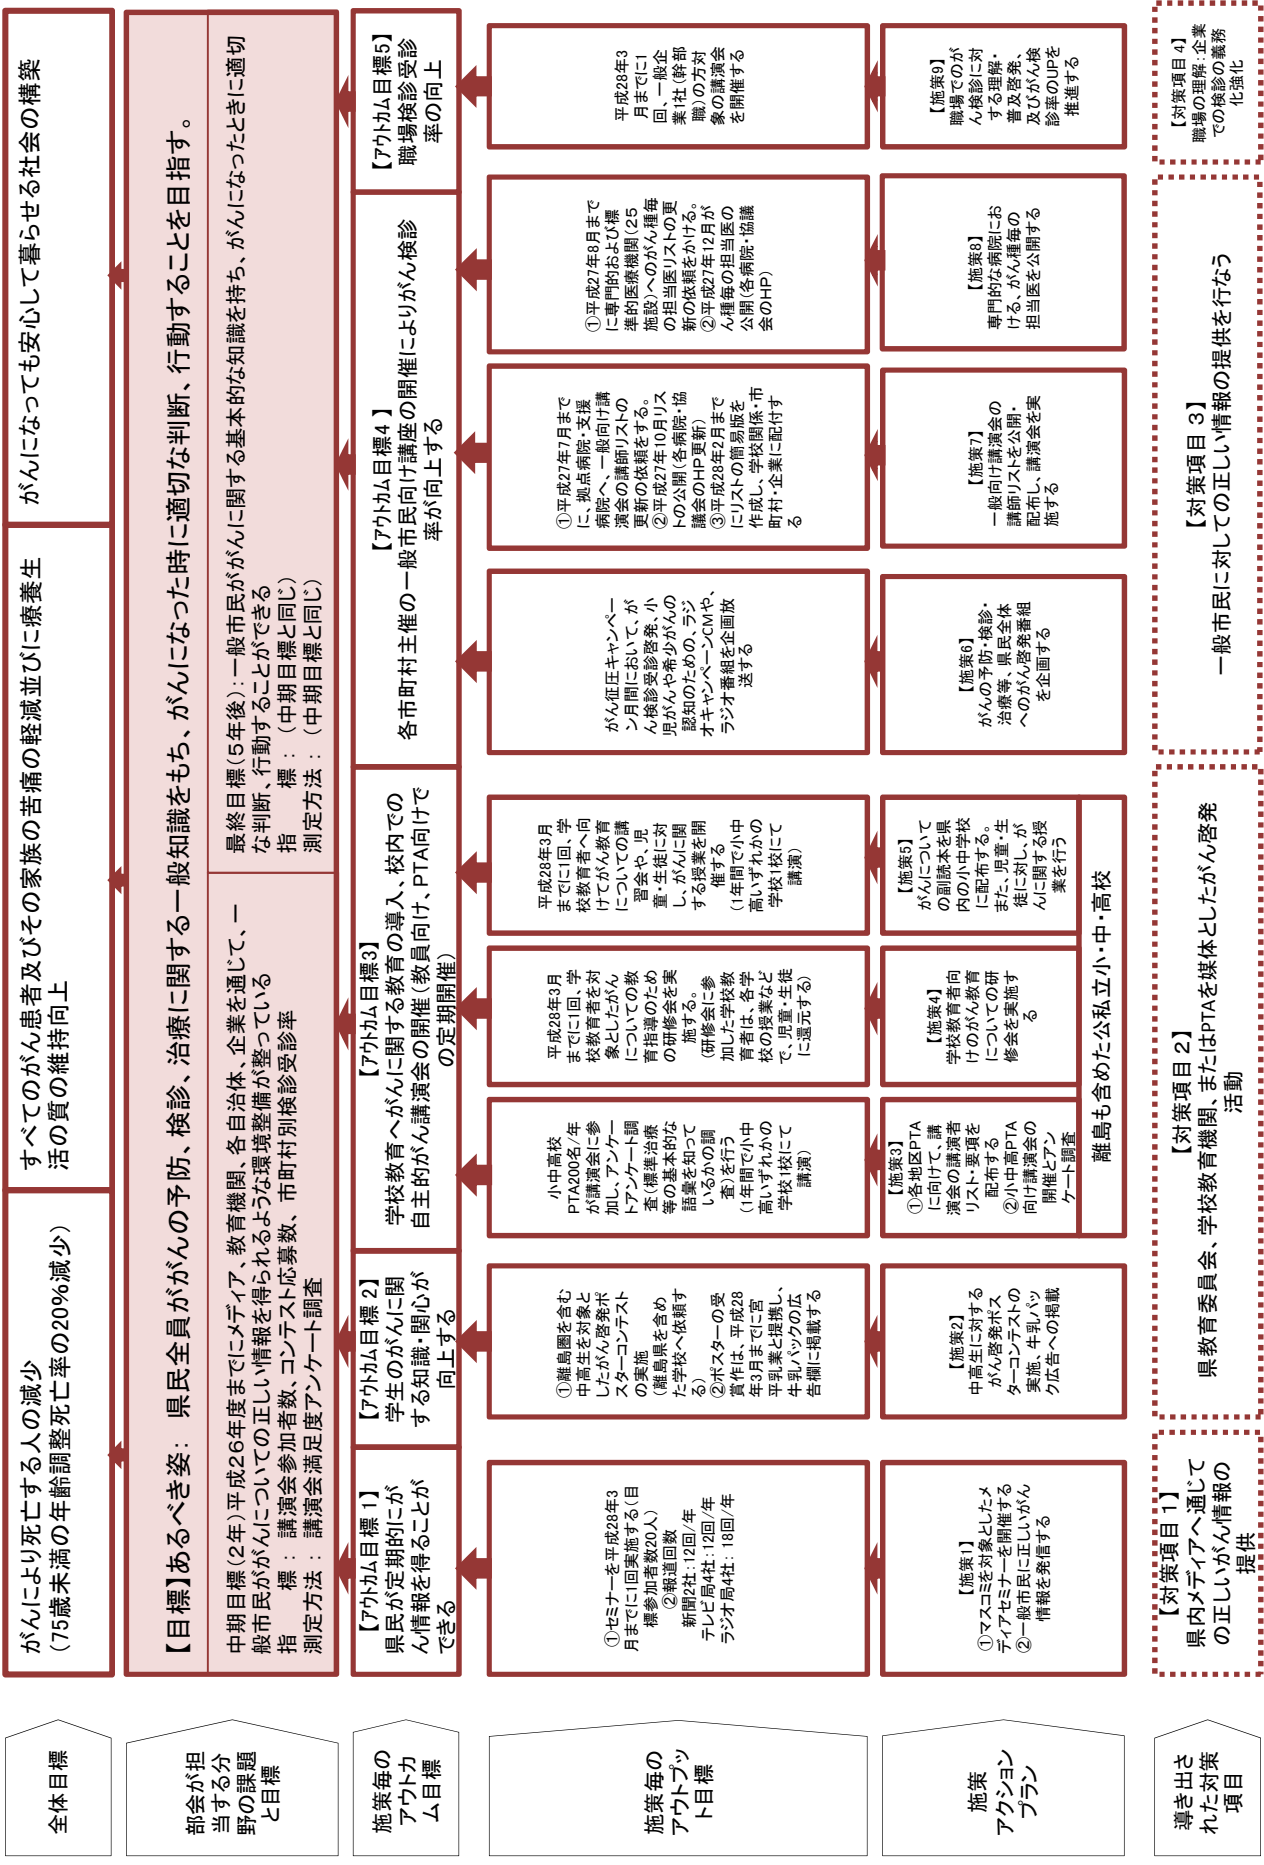 全体目標
がんにより死亡する人の減少
(75歳未満の年齢調整死亡率の20%減少)
すべてのがん患者及びその家族の苦痛の軽減並びに療養生
活の質の維持向上
がんになっても安心して暮らせる社会の構築
部会が担
当する分
野の課題
と目標
【目標】あるべき姿： 県民全員ががんの予防、検診、治療に関する一般知識をもち、がんになった時に適切な判断、行動することを目指す。
中期目標(2年)平成26年度までにメディア、教育機関、各自治体、企業を通じて、一
般市民ががんについての正しい情報を得られるような環境整備が整っている
指　　標 ： 講演会参加者数、コンテスト応募数、市町村別検診受診率
測定方法 ： 講演会満足度アンケート調査
最終目標(5年後)：一般市民ががんに関する基本的な知識を持ち、がんになったときに適切
な判断、行動することができる
指　　標 ： (中期目標と同じ)
測定方法 ： (中期目標と同じ)
施策毎の
アウトカ
ム目標
【アウトカム目標 1】
県民が定期的にが
ん情報を得ることが
できる
【アウトカム目標 2】
学生のがんに関
する知識・関心が
向上する
【アウトカム目標3】
学校教育へがんに関する教育の導入、校内での
自主的がん講演会の開催(教員向け、PTA向けで
の定期開催)
【アウトカム目標4 】
各市町村主催の一般市民向け講座の開催によりがん検診
率が向上する
【アウトカム目標5】
職場検診受診
率の向上
施策毎の
アウトプッ
ト目標
①セミナーを平成28年3
月までに1回実施する(目
標参加者数20人)
②報道回数
新聞2社：12回/年
テレビ局4社：12回/年
ラジオ局4社：18回/年
①離島圏を含む
中高生を対象と
したがん啓発ポ
スターコンテスト
の実施
(離島県を含め
た学校へ依頼す
る)
②ポスターの受
賞作は、平成28
年3月までに宮
平乳業と提携し、
牛乳パックの広
告欄に掲載する
小中高校
PTA200名/年
が講演会に参
加し、アンケー
トアンケート調
査(標準治療
等の基本的な
語彙を知って
いるかの調
査)を行う
(1年間で小中
高いずれかの
学校1校にて
講演)
平成28年3月
までに1回、学
校教育者を対
象としたがん
についての教
育指導のため
の研修会を実
施する。
(研修会に参
加した学校教
育者は、各学
校の授業など
で、児童・生徒
に還元する)
平成28年3月
までに1回、学
校教育者へ向
けてがん教育
についての講
習会や、児
童・生徒に対
し、がんに関
する授業を開
催する
(1年間で小中
高いずれかの
学校1校にて
講演)
がん征圧キャンペー
ン月間において、が
ん検診受診啓発、小
児がんや希少がんの
認知のための、ラジ
オキャンペーンCMや、
ラジオ番組を企画放
送する
①平成27年7月まで
に、拠点病院・支援
病院へ、一般向け講
演会の講師リストの
更新の依頼をする。
②平成27年10月リス
トの公開(各病院・協
議会のHP更新)
③平成28年2月まで
にリストの簡易版を
作成し、学校関係・市
町村・企業に配付す
る
①平成27年8月まで
に専門的および標
準的医療機関(25
施設)へのがん種毎
の担当医リストの更
新の依頼をかける。
②平成27年12月が
ん種毎の担当医の
公開(各病院・協議
会のHP)
平成28年3
月までに1
回、一般企
業1社(幹部
職)の方対
象の講演会
を開催する
施策
アクション
プラン
【施策1】
①マスコミを対象としたメ
ディアセミナーを開催する
②一般市民に正しいがん
情報を発信する
【施策2】
中高生に対する
がん啓発ポス
ターコンテストの
実施、牛乳パッ
ク広告への掲載
【施策3】
①各地区PTA
に向けて、講
演会の講演者
リスト・要項を
配布する
②小中高PTA
向け講演会の
開催とアン
ケート調査
【施策4】
学校教育者向
けのがん教育
についての研
修会を実施す
る
【施策5】
がんについて
の副読本を県
内の小中学校
に配布する。
また、児童・生
徒に対し、が
んに関する授
業を行う
離島も含めた公私立小・中・高校
【施策6】
がんの予防・検診・
治療等、県民全体
へのがん啓発番組
を企画する
【施策7】
一般向け講演会の
講師リストを公開・
配布し、講演会を実
施する
【施策8】
専門的な病院にお
ける、がん種毎の
担当医を公開する
【施策9】
職場でのが
ん検診に対
する理解・
普及啓発、
及びがん検
診率のUPを
推進する
導き出さ
れた対策
項目
【対策項目 1】
県内メディアへ通じて
の正しいがん情報の
提供
【対策項目 2】
県教育委員会、学校教育機関、またはPTAを媒体としたがん啓発
活動
【対策項目 3】
一般市民に対しての正しい情報の提供を行なう
【対策項目 4】
職場の理解：企業
での検診の義務
化強化